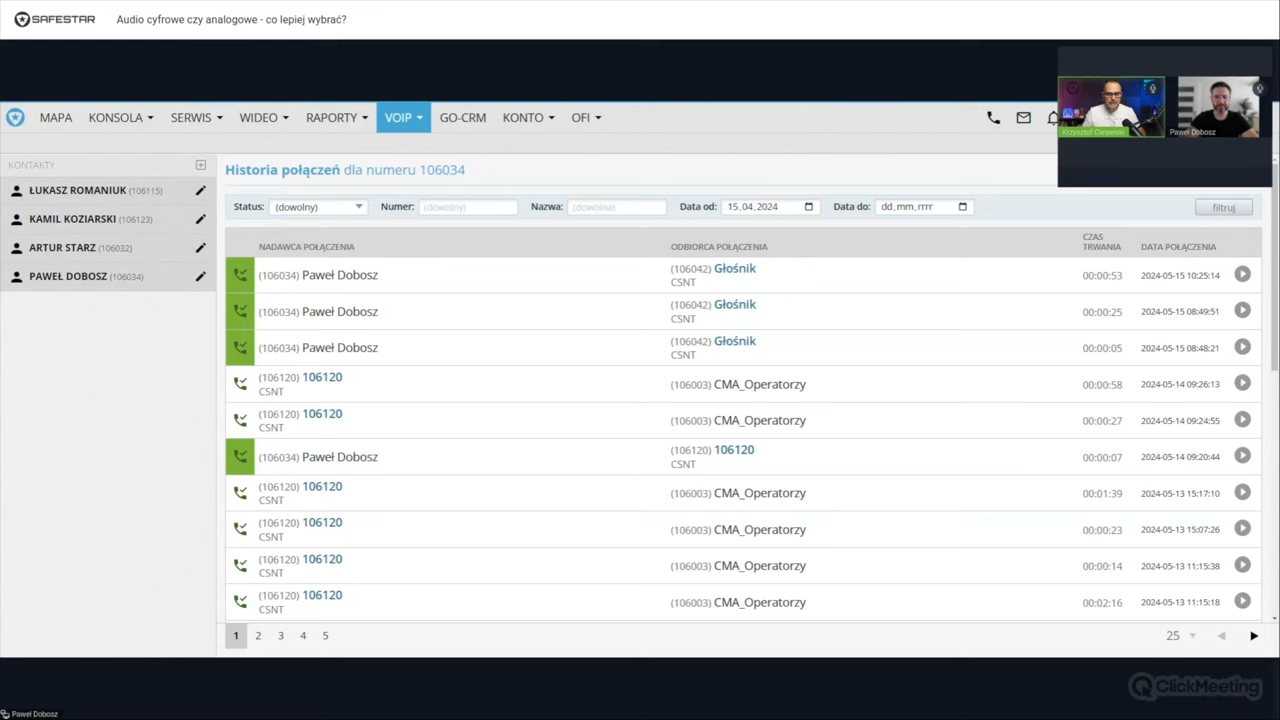 SAFESTAR Audio cyfrowe czy analogowe - co lepiej wybrać?
MAPA KONSOLA SERWIS WIDEO RAPORTY VOIP GO-CRM KONTO OFI
Krzysztof Ciesielski Paweł Dobosz
KONTAKTY
ŁUKASZ ROMANIUK (106115)
KAMIL KOZIARSKI (106123)
ARTUR STARZ (106032)
PAWEŁ DOBOSZ (106034)
Historia połączeń dla numeru 106034
Status: (dowolny) Numer: (dowolny) Nazwa: (dowolna) Data od: 15.04.2024 Data do: dd.mm.rrrr filtruj
NADAWCA POŁĄCZENIA ODBIORCA POŁĄCZENIA CZAS TRWANIA DATA POŁĄCZENIA
(106034) Paweł Dobosz (106042) Głośnik 00:00:53 2024-05-15 10:25:14
CSNT
(106034) Paweł Dobosz (106042) Głośnik 00:00:25 2024-05-15 08:49:51
CSNT
(106034) Paweł Dobosz (106042) Głośnik 00:00:05 2024-05-15 08:48:21
CSNT
(106120) 106120 (106003) CMA_Operatorzy 00:00:58 2024-05-14 09:26:13
CSNT
(106120) 106120 (106003) CMA_Operatorzy 00:00:27 2024-05-14 09:24:55
CSNT
(106034) Paweł Dobosz (106120) 106120 00:00:07 2024-05-14 09:20:44
CSNT
(106120) 106120 (106003) CMA_Operatorzy 00:01:39 2024-05-13 15:17:10
CSNT
(106120) 106120 (106003) CMA_Operatorzy 00:00:23 2024-05-13 15:07:26
CSNT
(106120) 106120 (106003) CMA_Operatorzy 00:00:14 2024-05-13 11:15:38
CSNT
(106120) 106120 (106003) CMA_Operatorzy 00:02:16 2024-05-13 11:15:18
CSNT
1 2 3 4 5 25
ClickMeeting
Paweł Dobosz